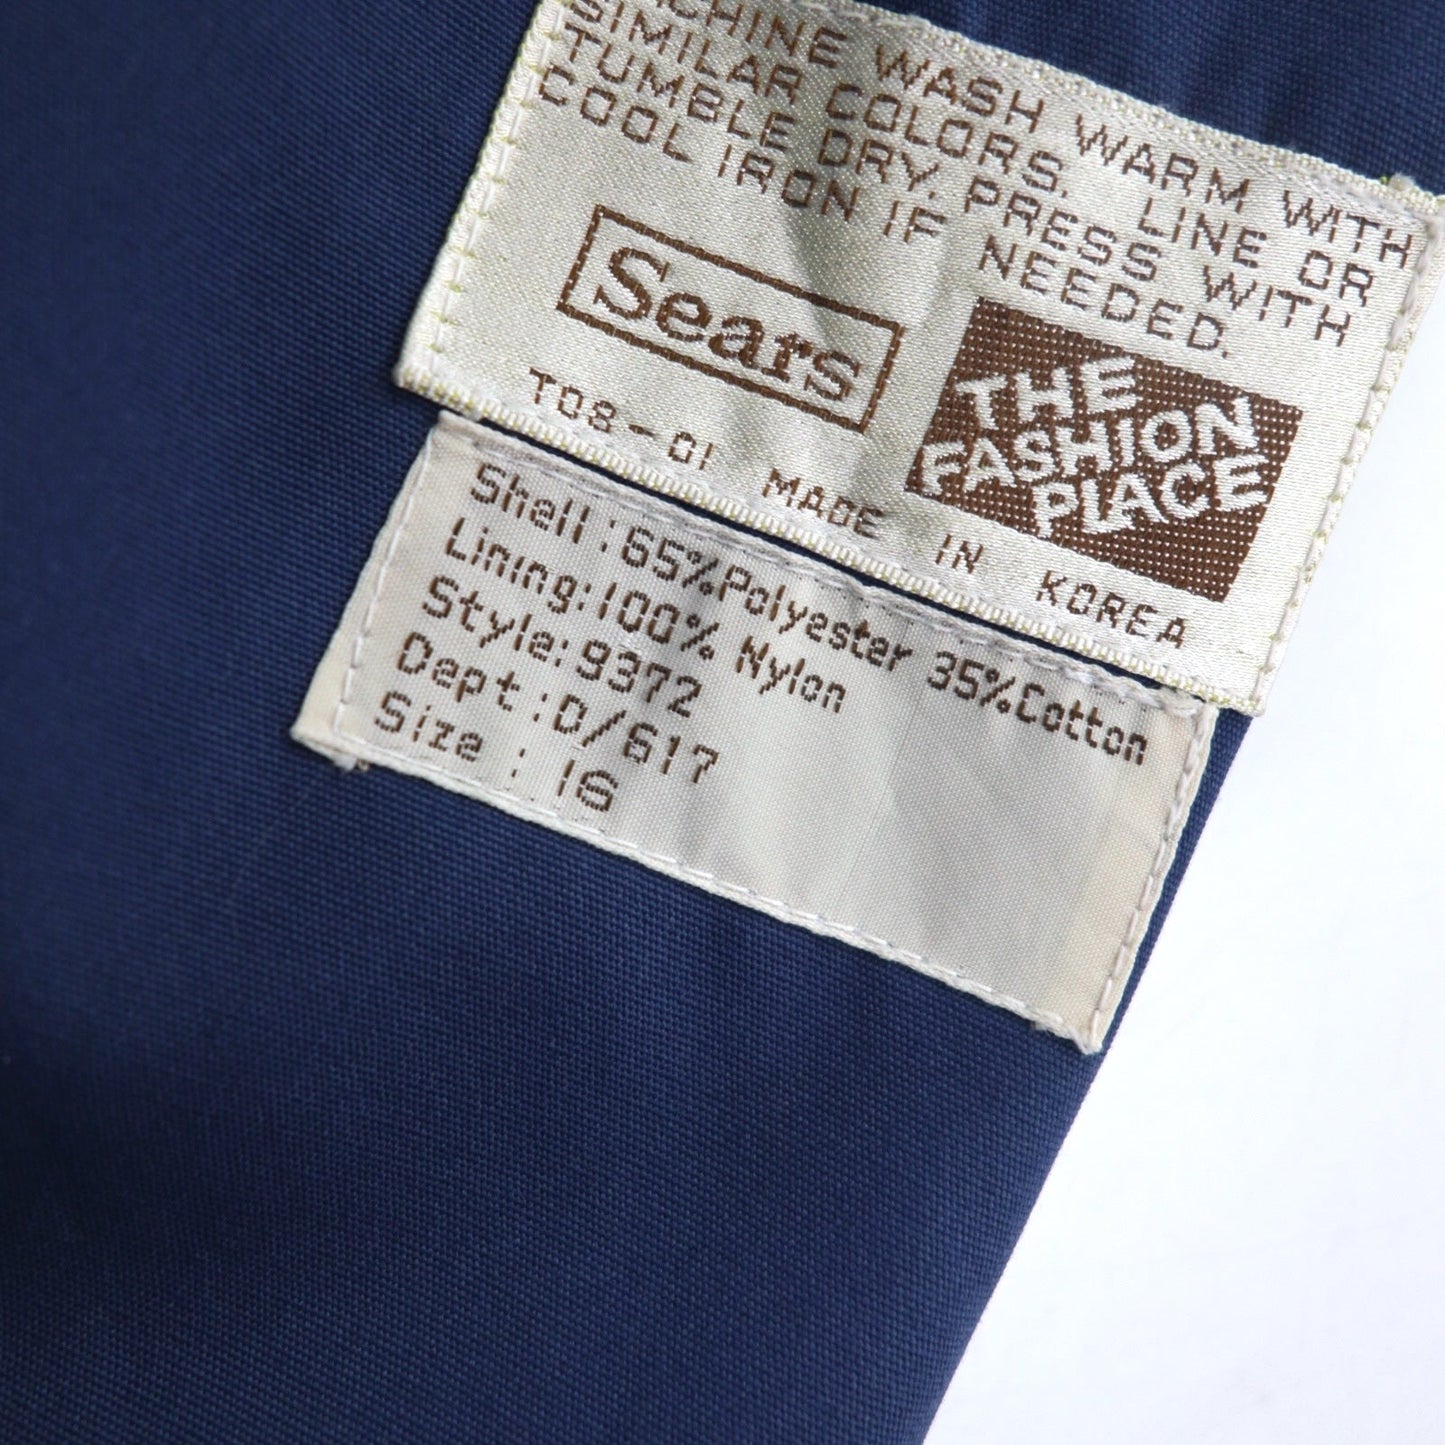 MACHINE WASH WARM WITH
SIMILAR COLORS. LINE OR
TUMBLE DRY. PRESS WITH
COOL IRON IF NEEDED.
Sears
THE
FASHION
PLACE
T08-01 MADE IN KOREA
Shell:65%Polyester 35%Cotton
Lining:100% Nylon
Style:9372
Dept:D/617
Size : 16